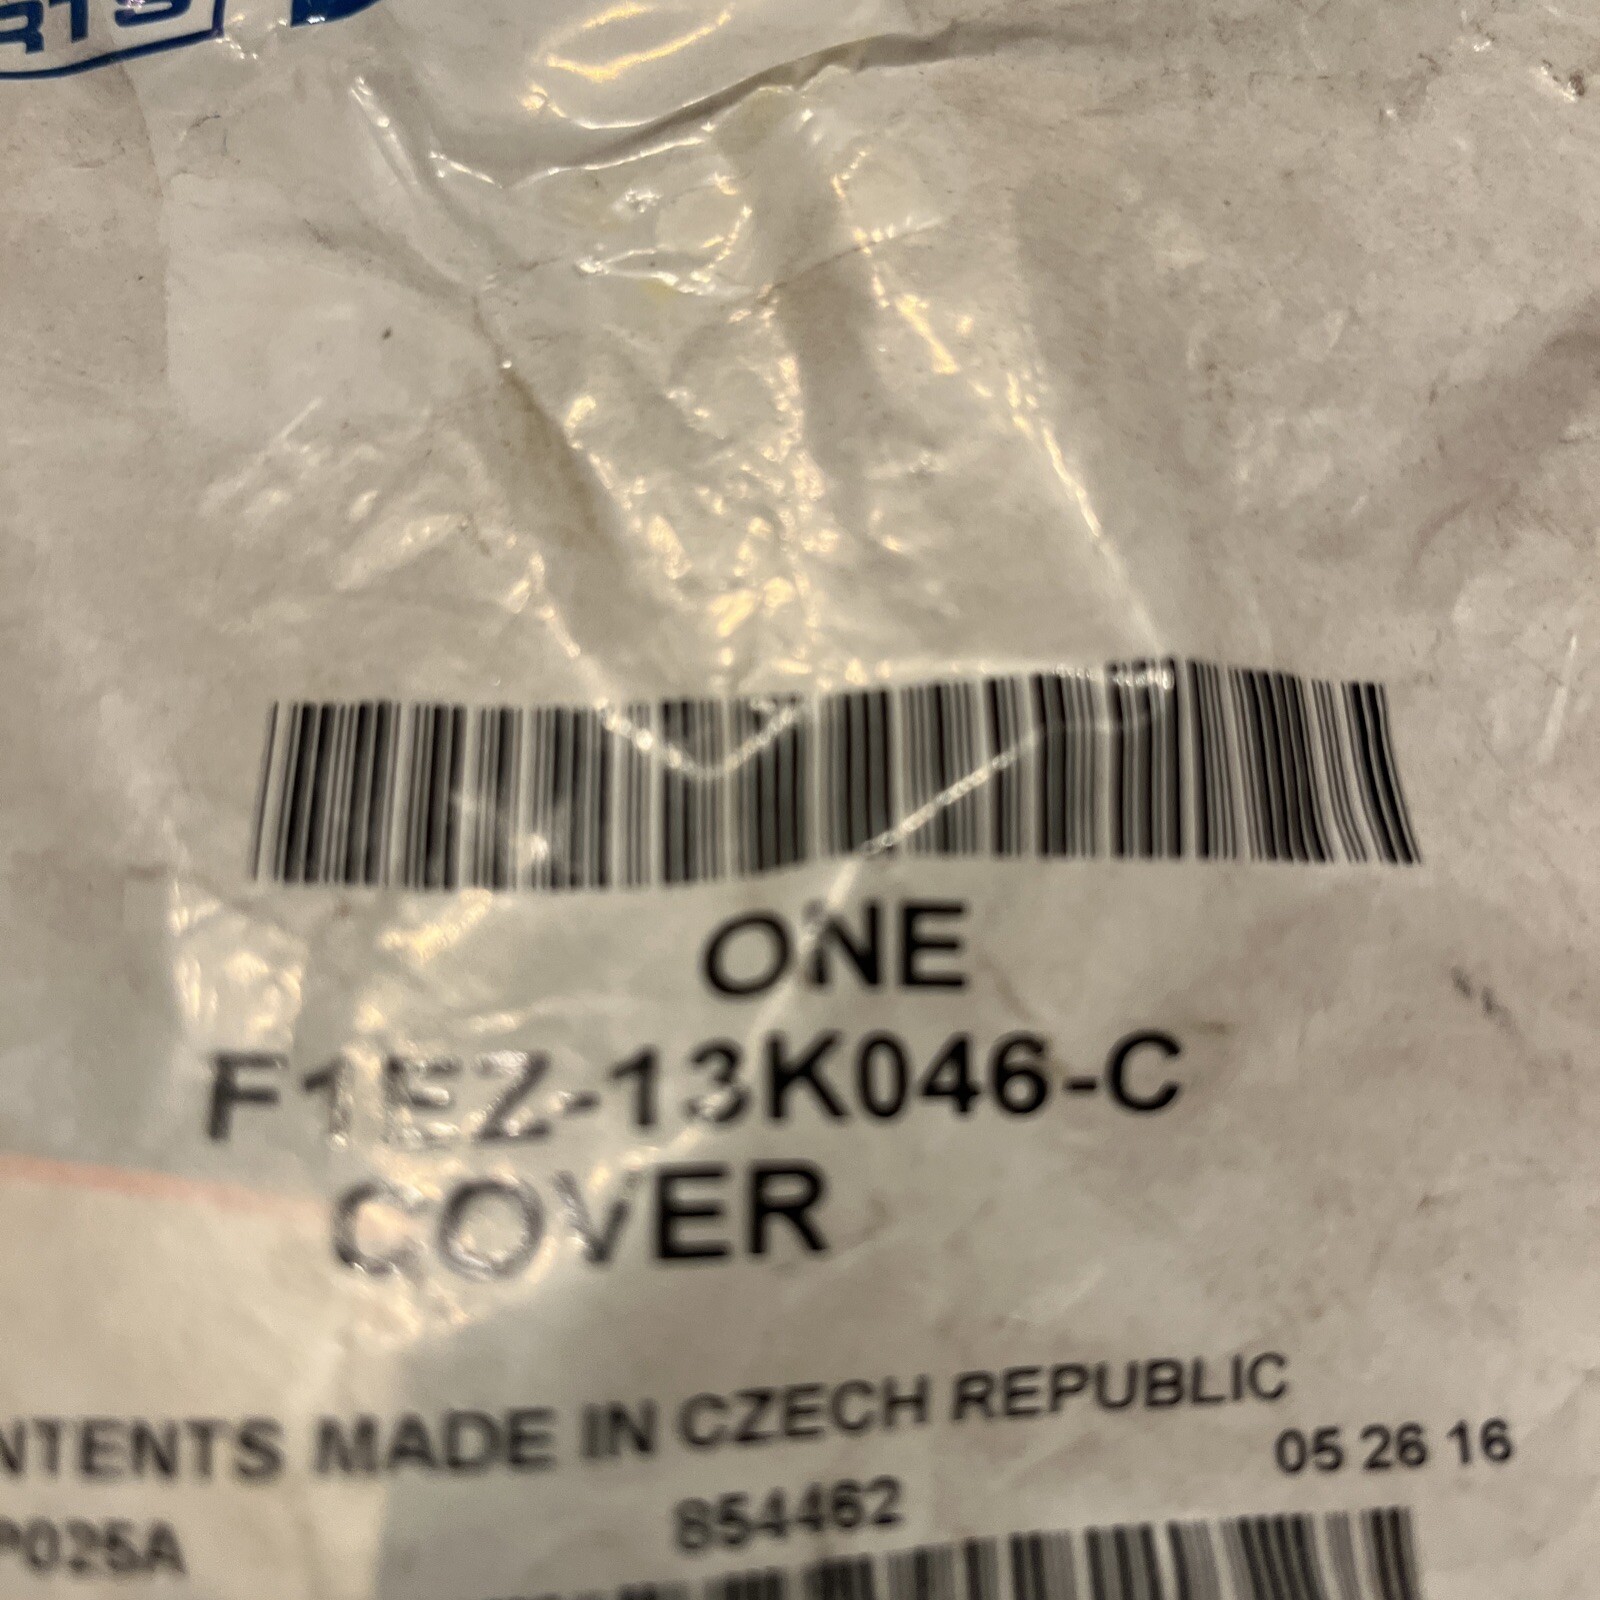 ONE
F1EZ-13K046-C
COVER
NTENTS MADE IN CZECH REPUBLIC
05 26 16
P025A 854462